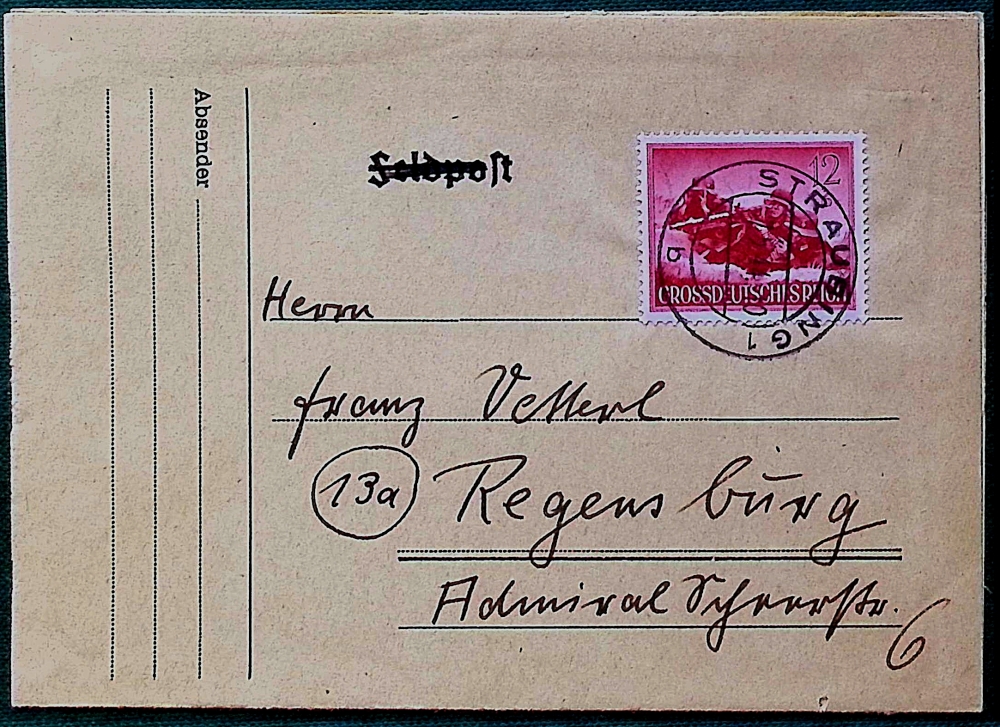 Absender
Feldpost
12
STRAUBING 1
b
GROSSDEUTSCHES REICH
Herrn
Franz Vetterl
13a Regensburg
Admiral Scheerstr.
6